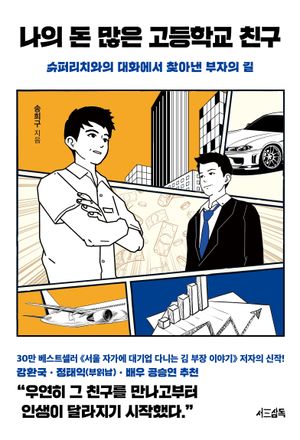 나의 돈 많은 고등학교 친구
슈퍼리치와의 대화에서 찾아낸 부자의 길
송희구 지음
30만 베스트셀러 《서울 자가에 대기업 다니는 김 부장 이야기》 저자의 신작!
강환국 · 정태익(부읽남) · 배우 공승연 추천
“우연히 그 친구를 만나고부터
인생이 달라지기 시작했다.”
서삼독